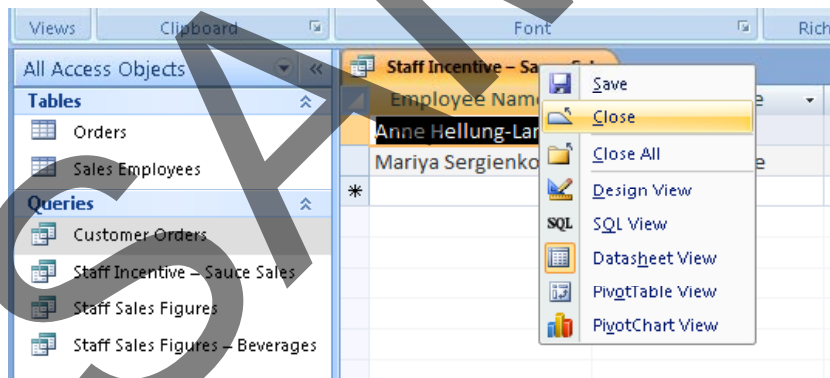 Views Clipboard Font Rich
All Access Objects
Tables
Orders
Sales Employees
Queries
Customer Orders
Staff Incentive – Sauce Sales
Staff Sales Figures
Staff Sales Figures – Beverages
Staff Incentive – Sauce Sal
Employee Nam e
Anne Hellung-Lar
Mariya Sergienko e
Save
Close
Close All
Design View
SQL SQL View
Datasheet View
PivotTable View
PivotChart View